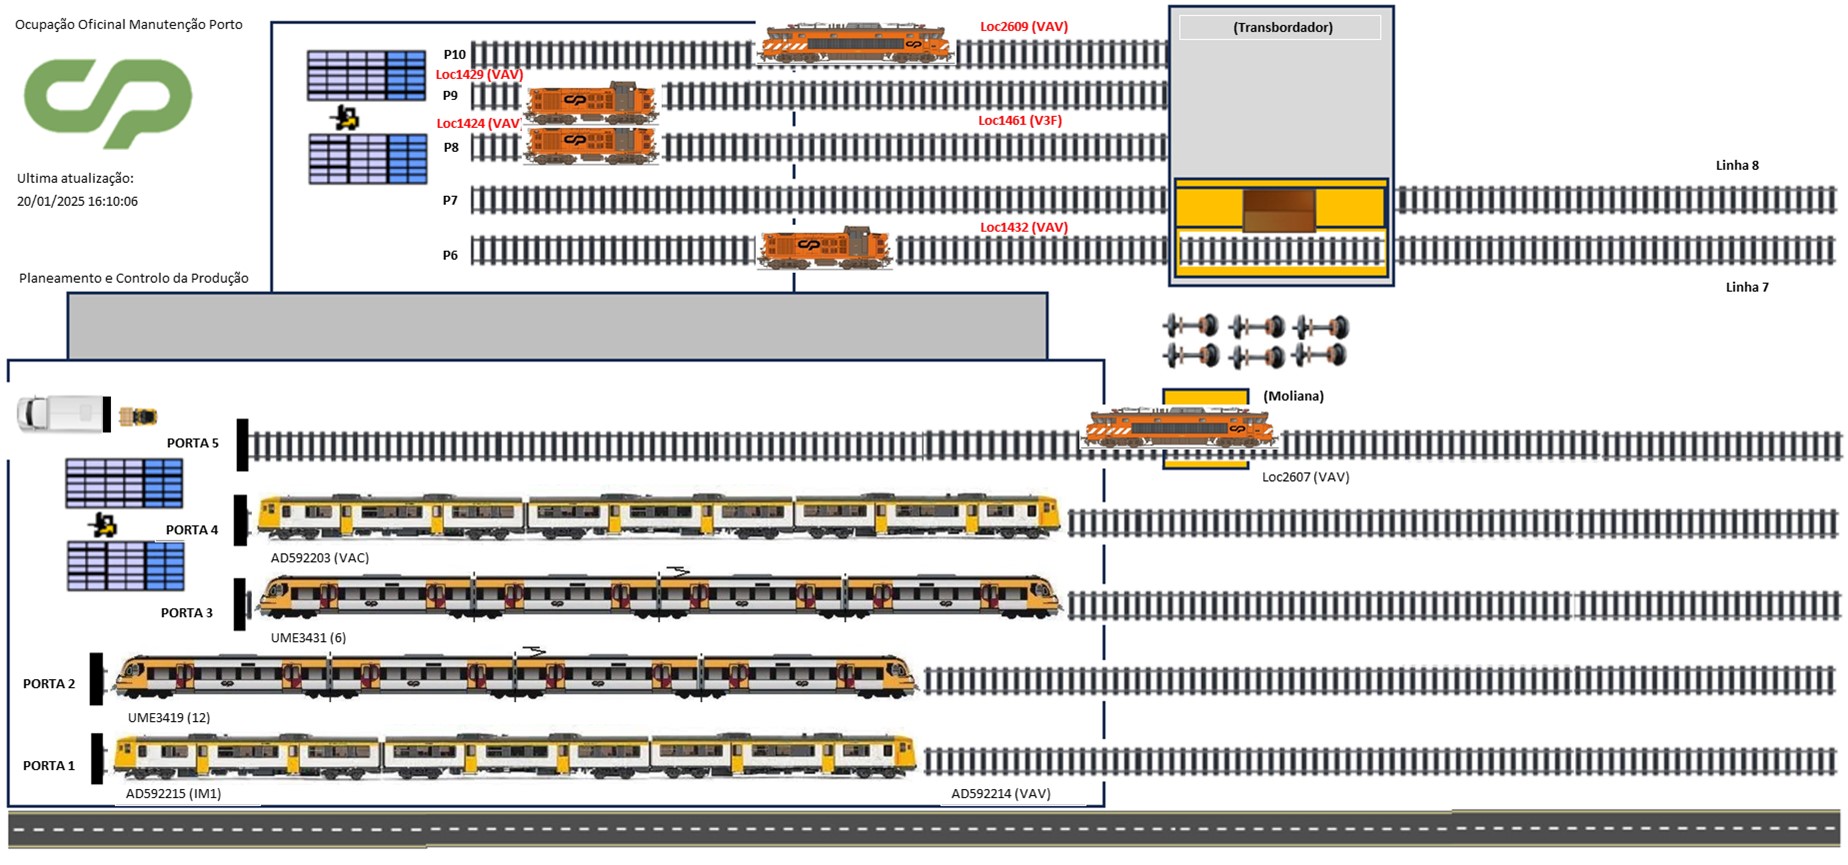 Ocupação Oficinal Manutenção Porto
CP
Ultima atualização:
20/01/2025 16:10:06
Planeamento e Controlo da Produção
Loc2609 (VAV)
P10
Loc1429 (VAV)
P9
Loc1424 (VAV)
Loc1461 (V3F)
P8
P7
Loc1432 (VAV)
P6
(Transbordador)
Linha 8
Linha 7
(Moliana)
PORTA 5
Loc2607 (VAV)
PORTA 4
AD592203 (VAC)
PORTA 3
UME3431 (6)
PORTA 2
UME3419 (12)
PORTA 1
AD592215 (IM1)
AD592214 (VAV)